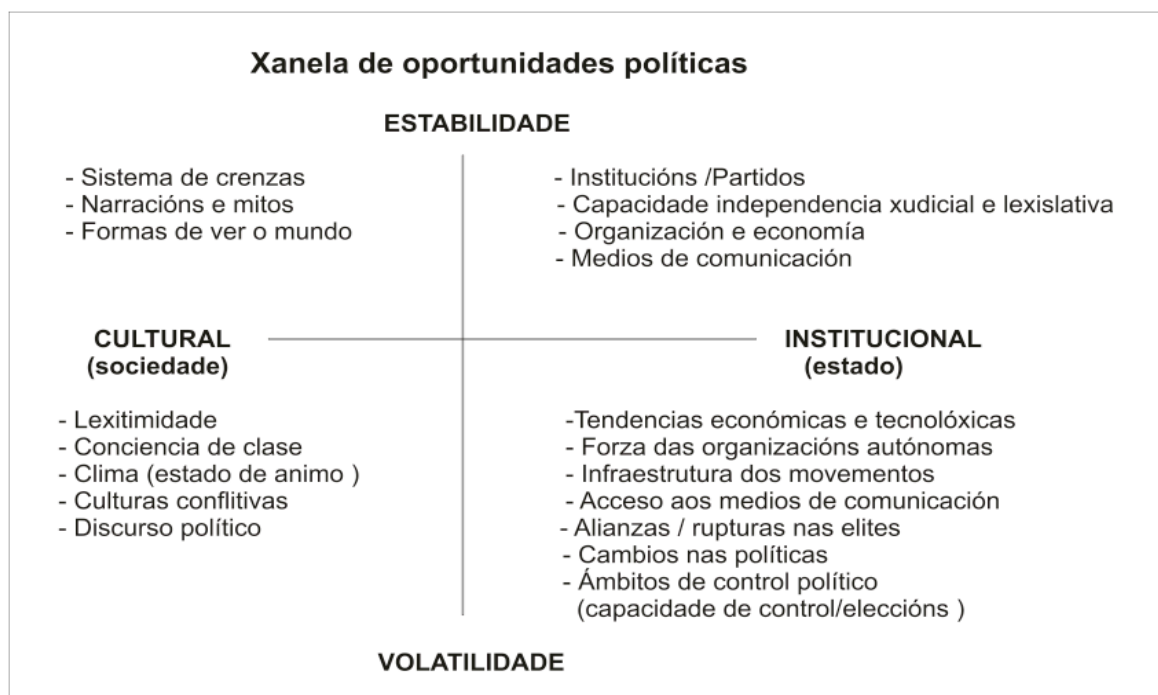 Xanela de oportunidades políticas
ESTABILIDADE
- Sistema de crenzas
- Narracións e mitos
- Formas de ver o mundo
- Institucións /Partidos
- Capacidade independencia xudicial e lexislativa
- Organización e economía
- Medios de comunicación
CULTURAL
(sociedade)
INSTITUCIONAL
(estado)
- Lexitimidade
- Conciencia de clase
- Clima (estado de animo )
- Culturas conflitivas
- Discurso político
-Tendencias económicas e tecnolóxicas
- Forza das organizacións autónomas
- Infraestrutura dos movementos
- Acceso aos medios de comunicación
- Alianzas / rupturas nas elites
- Cambios nas políticas
- Ámbitos de control político
(capacidade de control/eleccións )
VOLATILIDADE